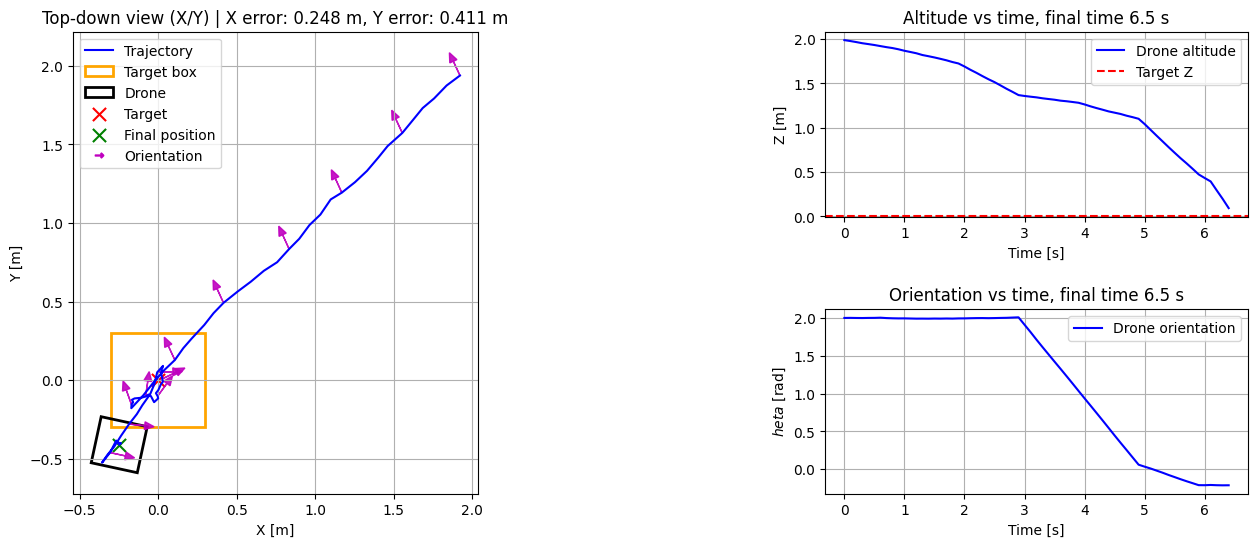 Top-down view (X/Y) | X error: 0.248 m, Y error: 0.411 m
Trajectory
Target box
Drone
Target
Final position
Orientation
2.0
1.5
1.0
0.5
0.0
−0.5
Y [m]
−0.5
0.0
0.5
1.0
1.5
2.0
X [m]
Altitude vs time, final time 6.5 s
Drone altitude
Target Z
2.0
1.5
1.0
0.5
0.0
Z [m]
0
1
2
3
4
5
6
Time [s]
Orientation vs time, final time 6.5 s
Drone orientation
2.0
1.5
1.0
0.5
0.0
heta [rad]
0
1
2
3
4
5
6
Time [s]